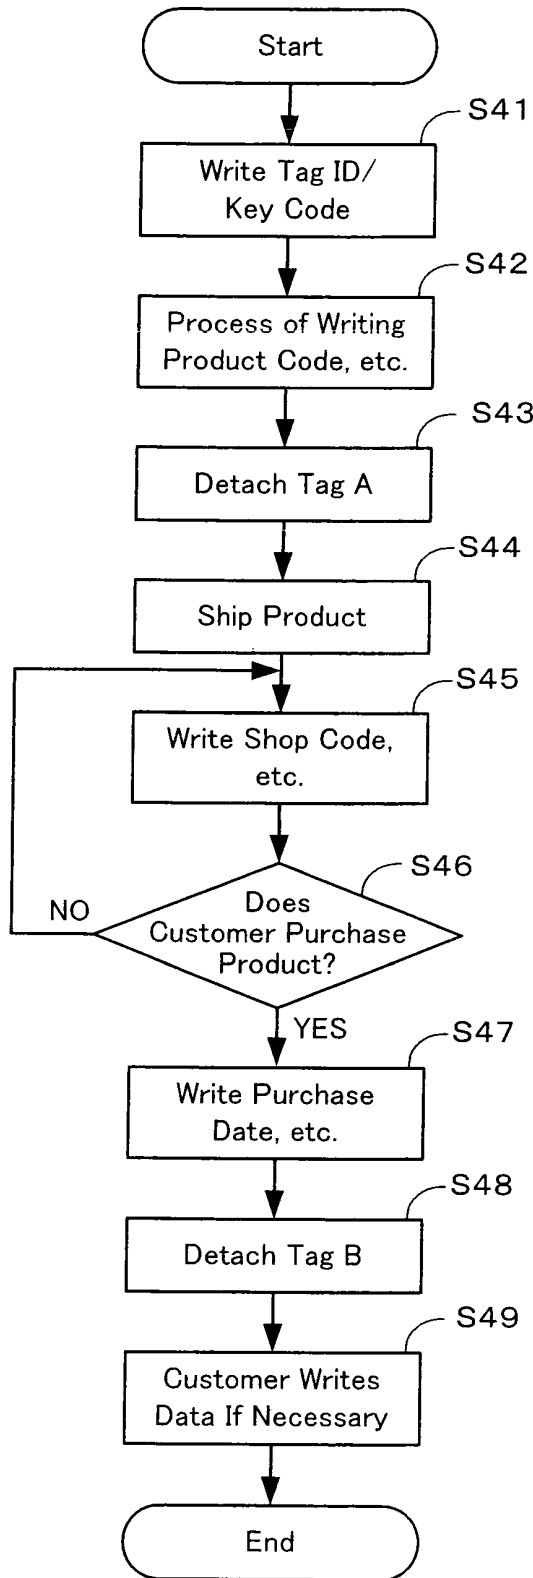 Start
S41
Write Tag ID/
Key Code
S42
Process of Writing
Product Code, etc.
S43
Detach Tag A
S44
Ship Product
S45
Write Shop Code,
etc.
S46
Does
Customer Purchase
Product?
NO
YES
S47
Write Purchase
Date, etc.
S48
Detach Tag B
S49
Customer Writes
Data If Necessary
End